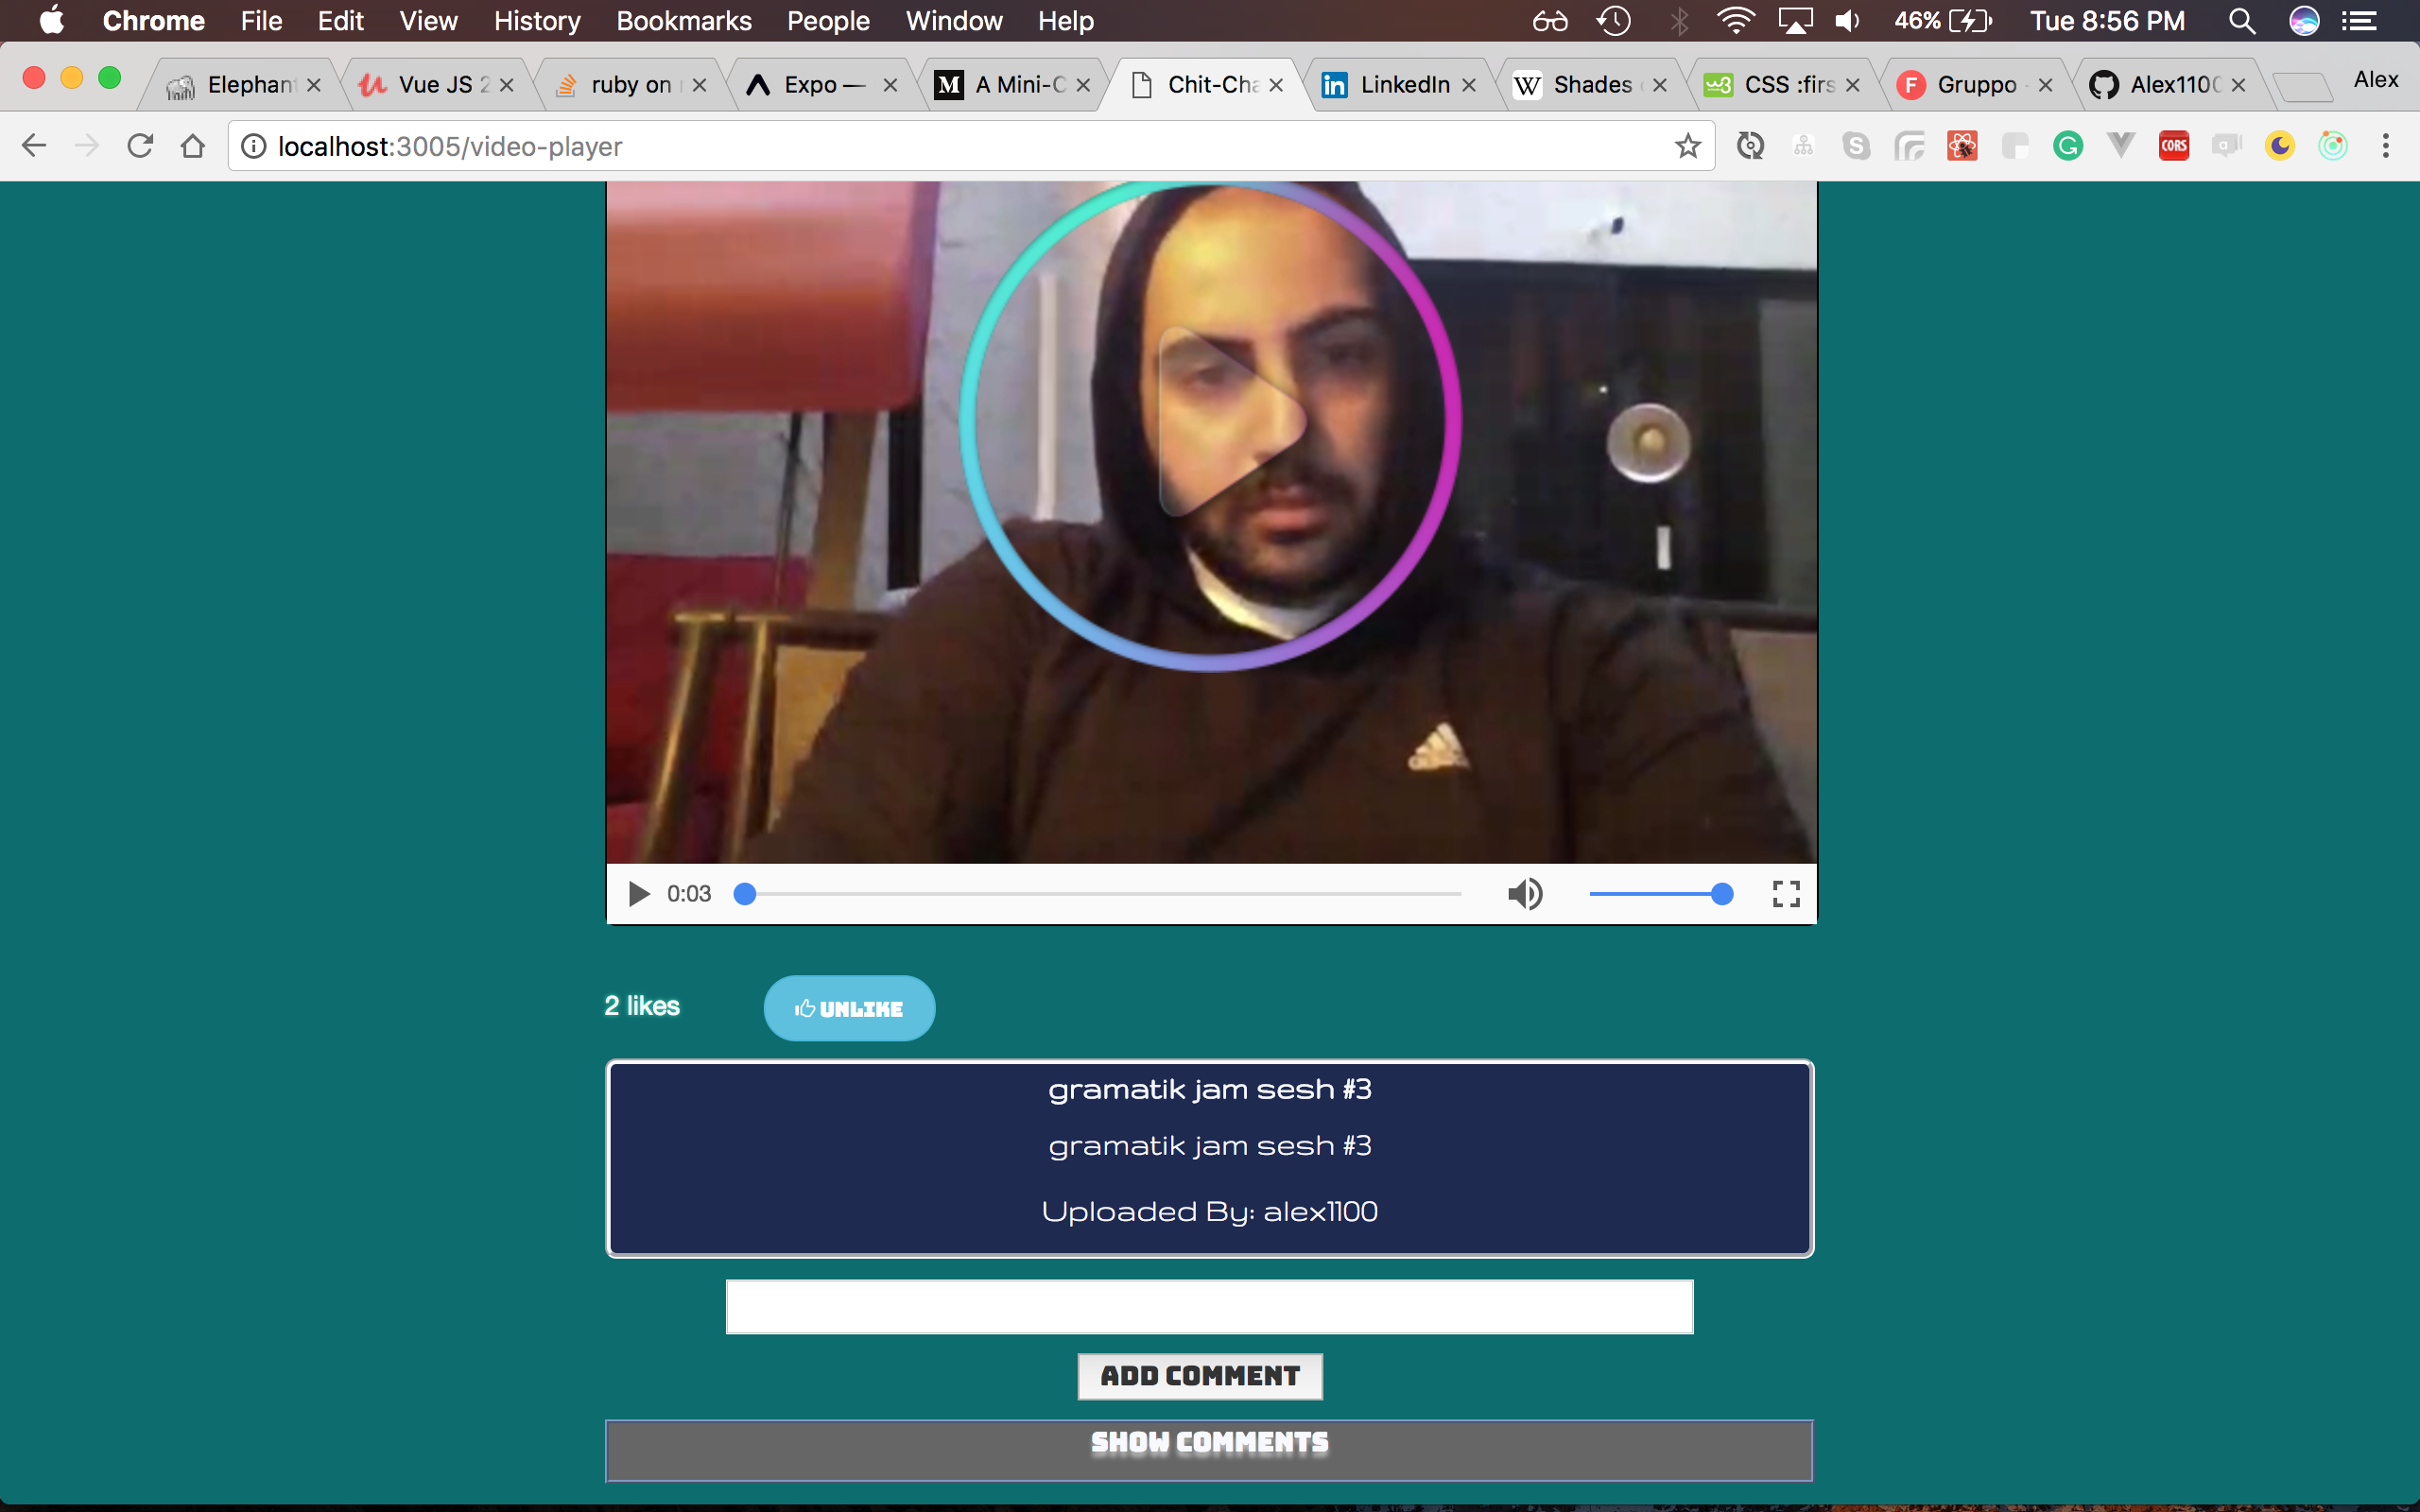 Chrome File Edit View History Bookmarks People Window Help 46% Tue 8:56 PM
Elephant Vue JS 2 ruby on Expo — A Mini-C Chit-Cha LinkedIn Shades CSS :firs Gruppo Alex1100 Alex
localhost:3005/video-player
0:03
2 likes UNLIKE
gramatik jam sesh #3
gramatik jam sesh #3
Uploaded By: alex1100
ADD COMMENT
SHOW COMMENTS